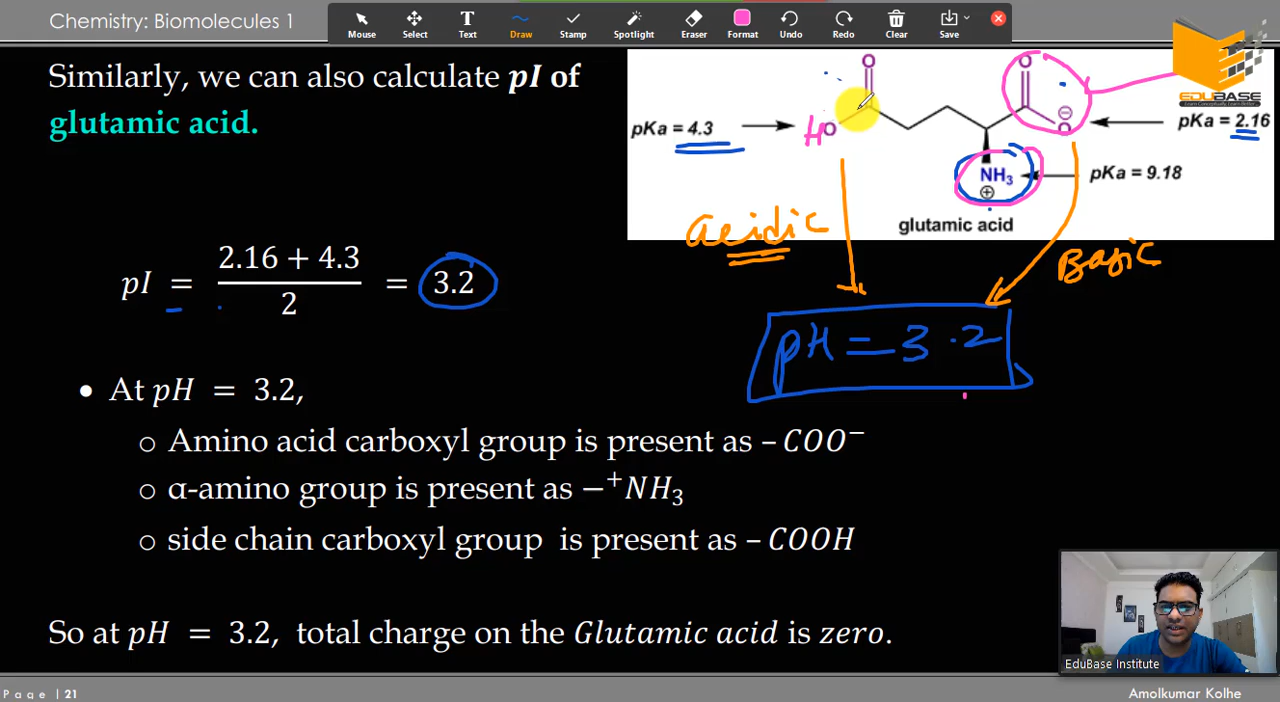 Chemistry: Biomolecules 1
Mouse Select Text Draw Stamp Spotlight Eraser Format Undo Redo Clear Save
EDUBASE
Learn Conceptually, Learn Better...
Similarly, we can also calculate pI of
glutamic acid.
O O
pKa = 4.3 HO O ⊖ pKa = 2.16
NH₃ pKa = 9.18
⊕
glutamic acid
acidic
Basic
pI = (2.16 + 4.3)/2 = 3.2
pH = 3.2
• At pH = 3.2,
o Amino acid carboxyl group is present as –COO⁻
o α-amino group is present as –⁺NH₃
o side chain carboxyl group is present as –COOH
So at pH = 3.2, total charge on the Glutamic acid is zero.
EduBase Institute
Page | 21
Amolkumar Kolhe